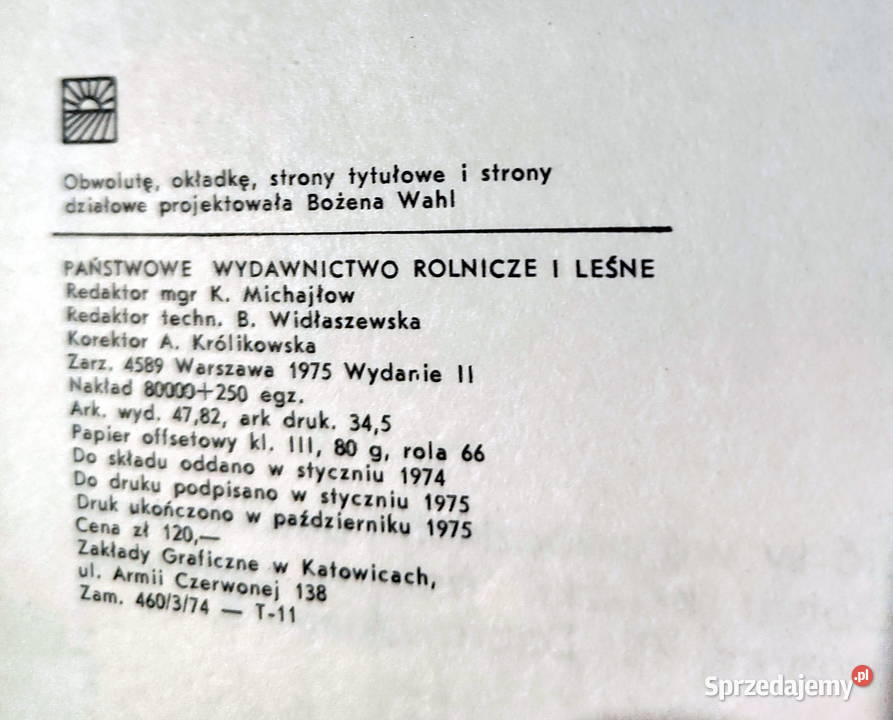 Obwolutę, okładkę, strony tytułowe i strony
działowe projektowała Bożena Wahl
PAŃSTWOWE WYDAWNICTWO ROLNICZE I LEŚNE
Redaktor mgr K. Michajłow
Redaktor techn. B. Widłaszewska
Korektor A. Królikowska
Zarz. 4589 Warszawa 1975 Wydanie II
Nakład 80000+250 egz.
Ark. wyd. 47,82, ark druk. 34,5
Papier offsetowy kl. III, 80 g, rola 66
Do składu oddano w styczniu 1974
Do druku podpisano w styczniu 1975
Druk ukończono w październiku 1975
Cena zł 120,—
Zakłady Graficzne w Katowicach,
ul. Armii Czerwonej 138
Zam. 460/3/74 — T-11
Sprzedajemy.pl